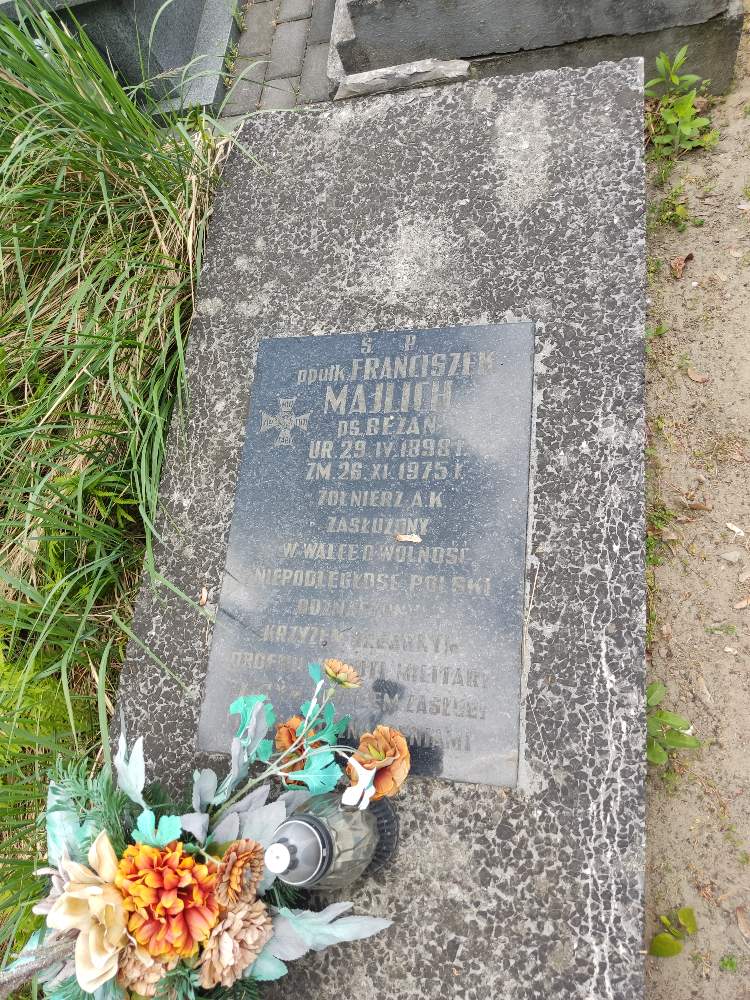 Ś P
ppułk. FRANCISZEK
MAJLICH
ps. BEZAN
UR. 29.IV.1898 r.
ZM. 26.XI.1975 r.
ŻOŁNIERZ A.K
ZASŁUŻONY
W WALCE O WOLNOŚĆ
NIEPODLEGŁOŚĆ POLSKI
KRZYŻEM
MILITARI
ZASŁUGI